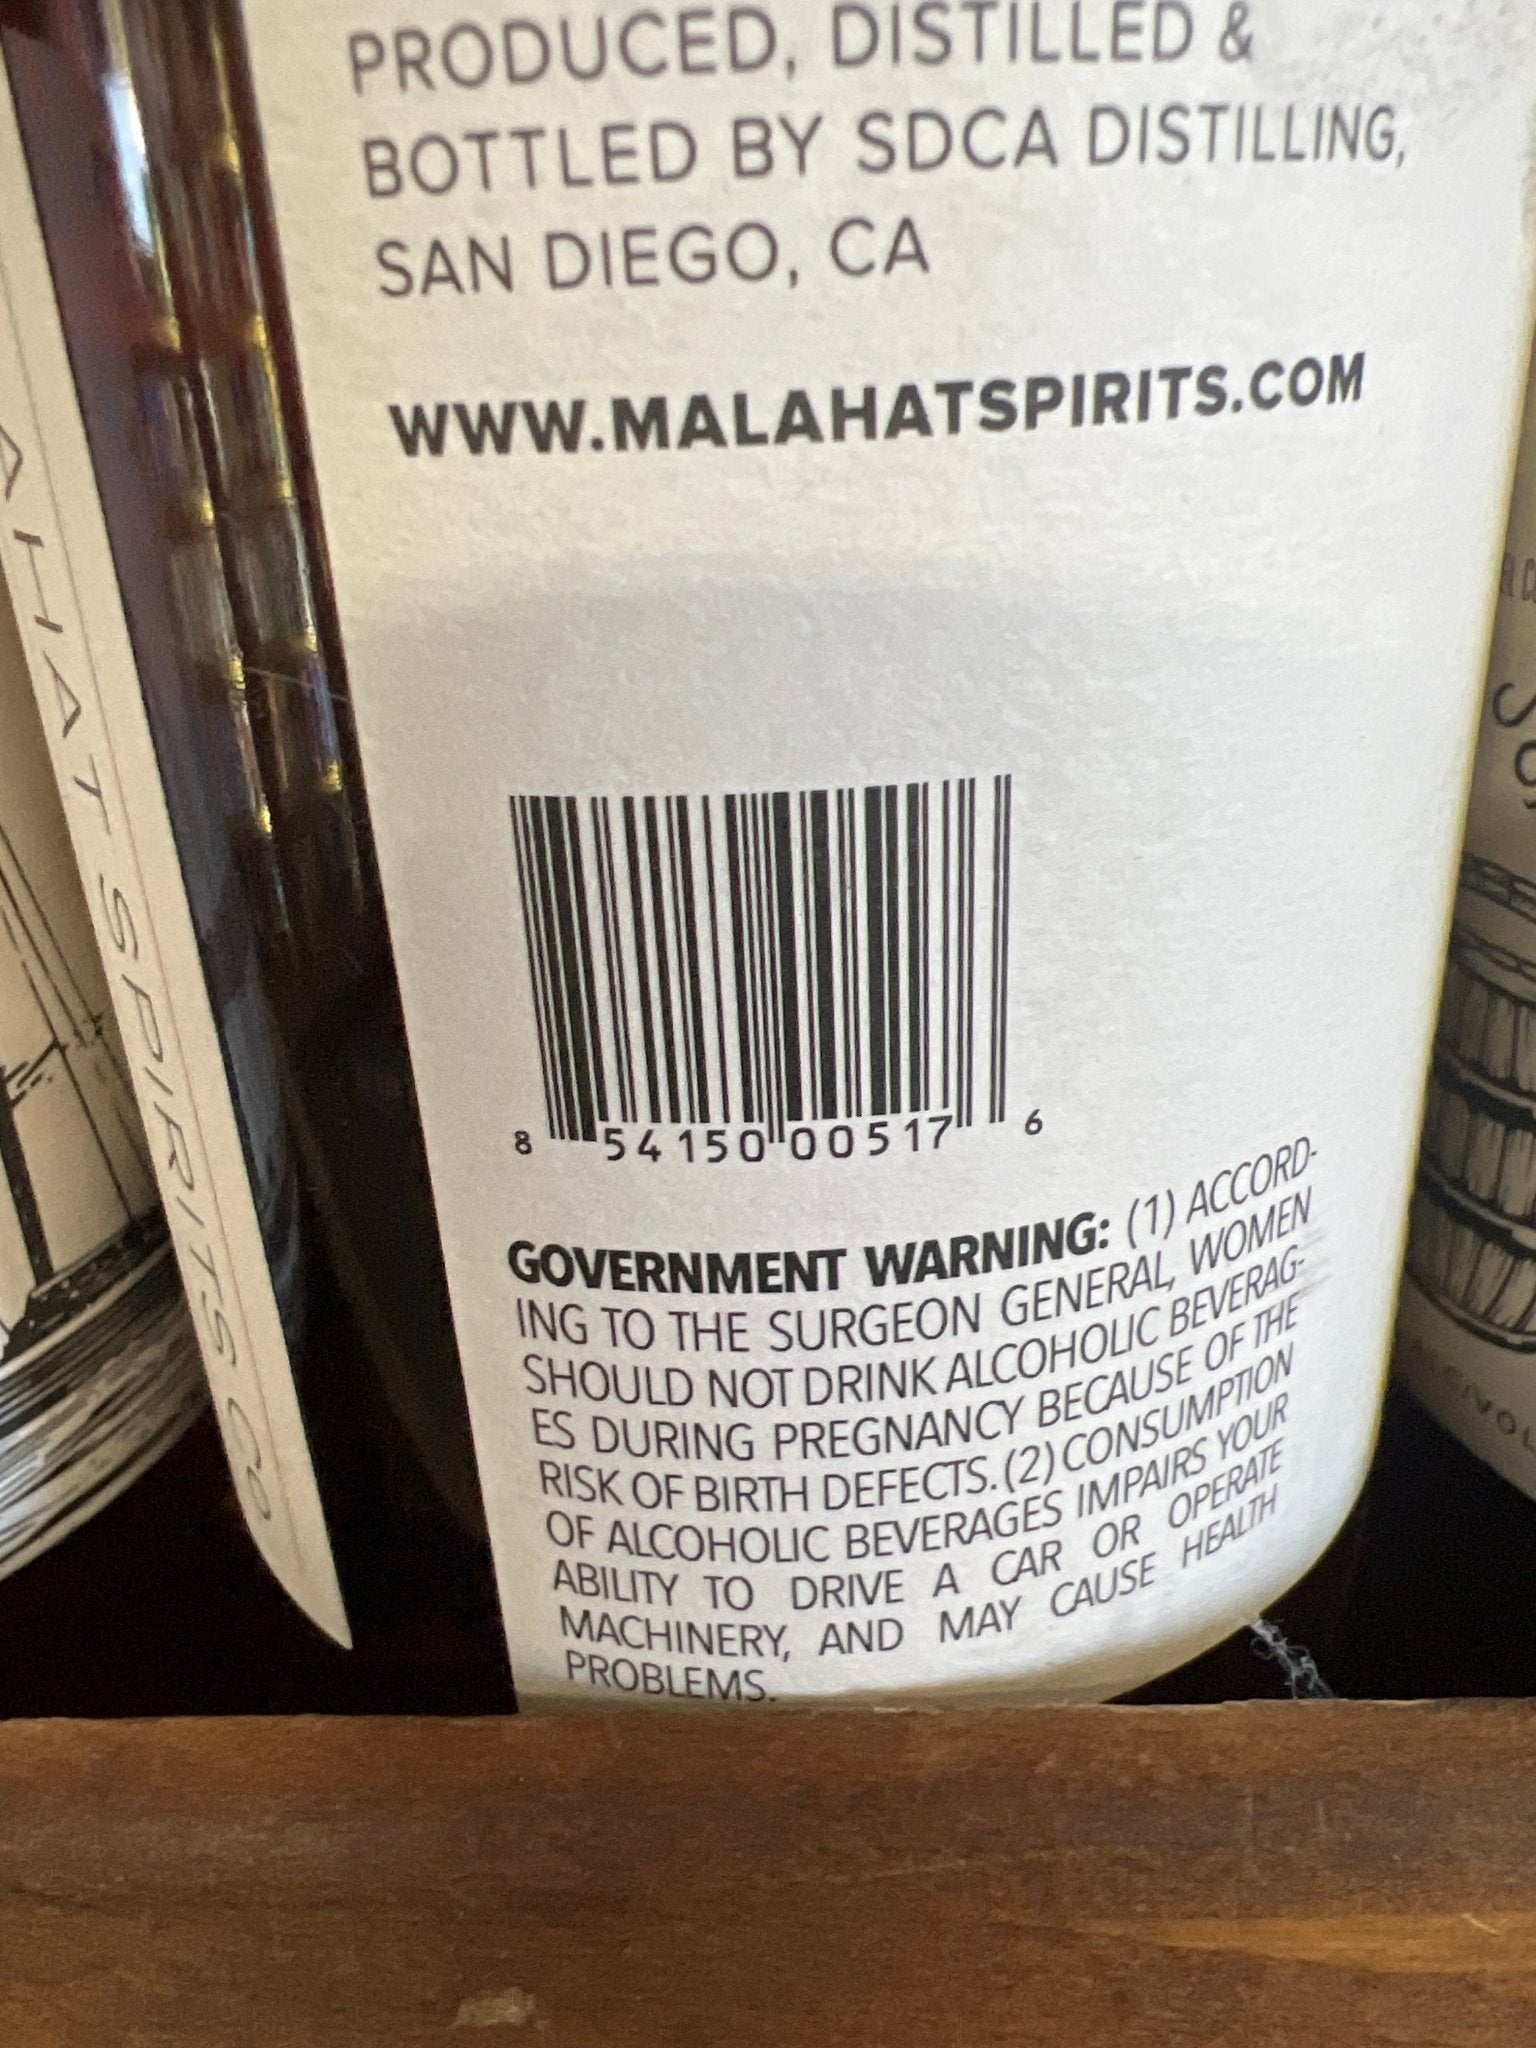 PRODUCED, DISTILLED &
BOTTLED BY SDCA DISTILLING,
SAN DIEGO, CA
WWW.MALAHATSPIRITS.COM
8 54150 00517 6
GOVERNMENT WARNING: (1) ACCORD-
ING TO THE SURGEON GENERAL, WOMEN
SHOULD NOT DRINK ALCOHOLIC BEVERAG-
ES DURING PREGNANCY BECAUSE OF THE
RISK OF BIRTH DEFECTS. (2) CONSUMPTION
OF ALCOHOLIC BEVERAGES IMPAIRS YOUR
ABILITY TO DRIVE A CAR OR OPERATE
MACHINERY, AND MAY CAUSE HEALTH
PROBLEMS.
AHAT SPIRITS CO